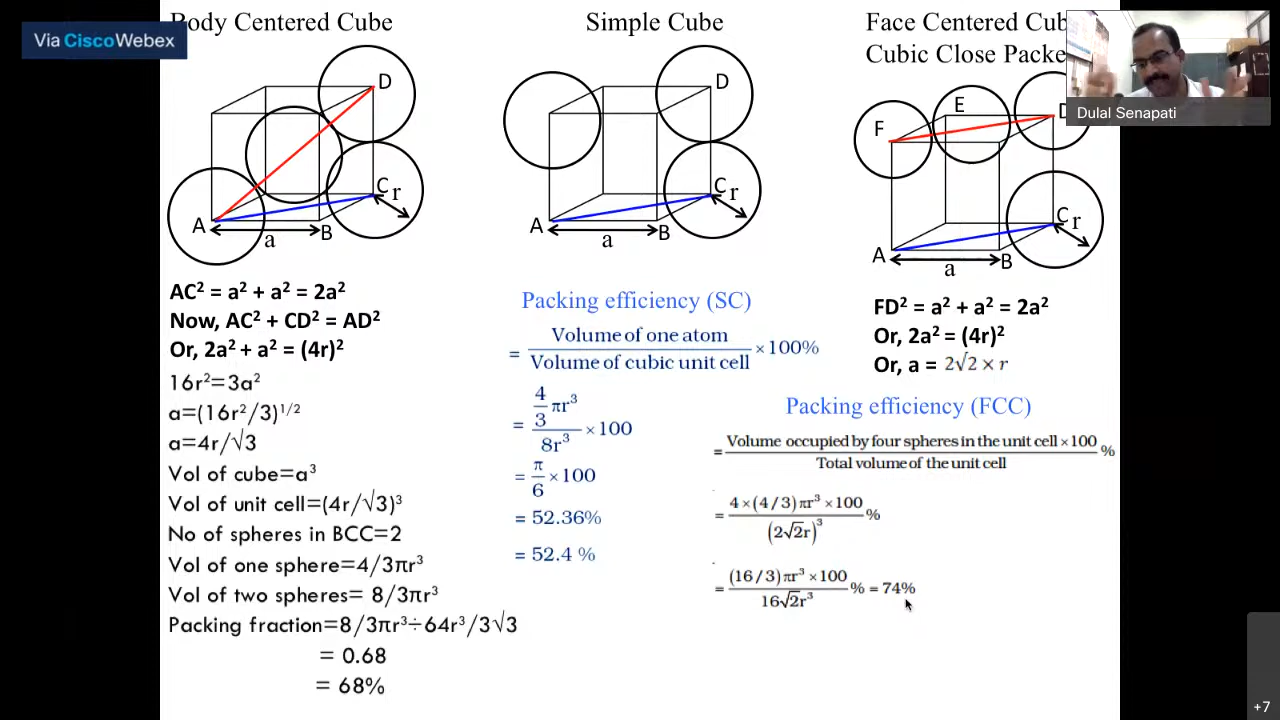 Via Cisco Webex
Body Centered Cube
D
C
r
A
B
a
AC² = a² + a² = 2a²
Now, AC² + CD² = AD²
Or, 2a² + a² = (4r)²
16r²=3a²
a=(16r²/3)¹/²
a=4r/√3
Vol of cube=a³
Vol of unit cell=(4r/√3)³
No of spheres in BCC=2
Vol of one sphere=4/3πr³
Vol of two spheres= 8/3πr³
Packing fraction=8/3πr³÷64r³/3√3
= 0.68
= 68%
Simple Cube
D
C
r
A
B
a
Packing efficiency (SC)
= Volume of one atom / Volume of cubic unit cell ×100%
= 4/3 πr³ / 8r³ ×100
= π/6 ×100
= 52.36%
= 52.4 %
Face Centered
Cubic Close
Dulal Senapati
F
E
D
C
r
A
B
a
FD² = a² + a² = 2a²
Or, 2a² = (4r)²
Or, a = 2√2 × r
Packing efficiency (FCC)
= Volume occupied by four spheres in the unit cell ×100 / Total volume of the unit cell %
= 4×(4/3)πr³ ×100 / (2√2r)³ %
= (16/3)πr³ ×100 / 16√2r³ % = 74%
+7